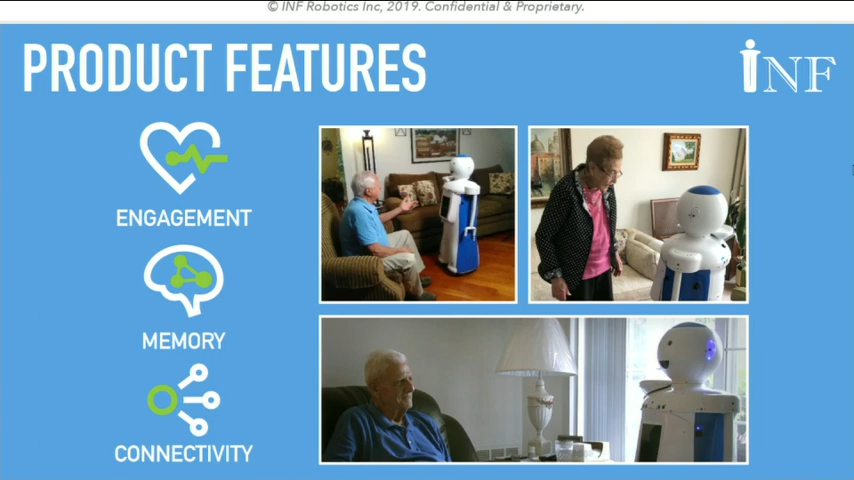 © INF Robotics Inc, 2019. Confidential & Proprietary.
PRODUCT FEATURES
iNF
ENGAGEMENT
MEMORY
CONNECTIVITY